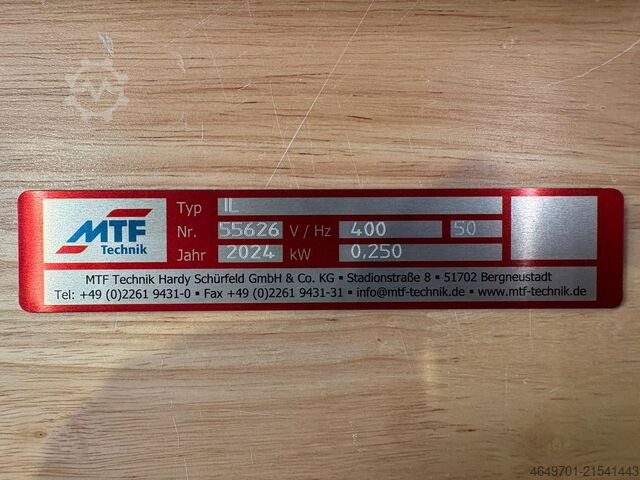 MTF
Technik
Typ IL
Nr. 55626 V / Hz 400 50
Jahr 2024 kW 0,250
MTF Technik Hardy Schürfeld GmbH & Co. KG ▪ Stadionstraße 8 ▪ 51702 Bergneustadt
Tel: +49 (0)2261 9431-0 ▪ Fax +49 (0)2261 9431-31 ▪ info@mtf-technik.de ▪ www.mtf-technik.de
4649701-21541443